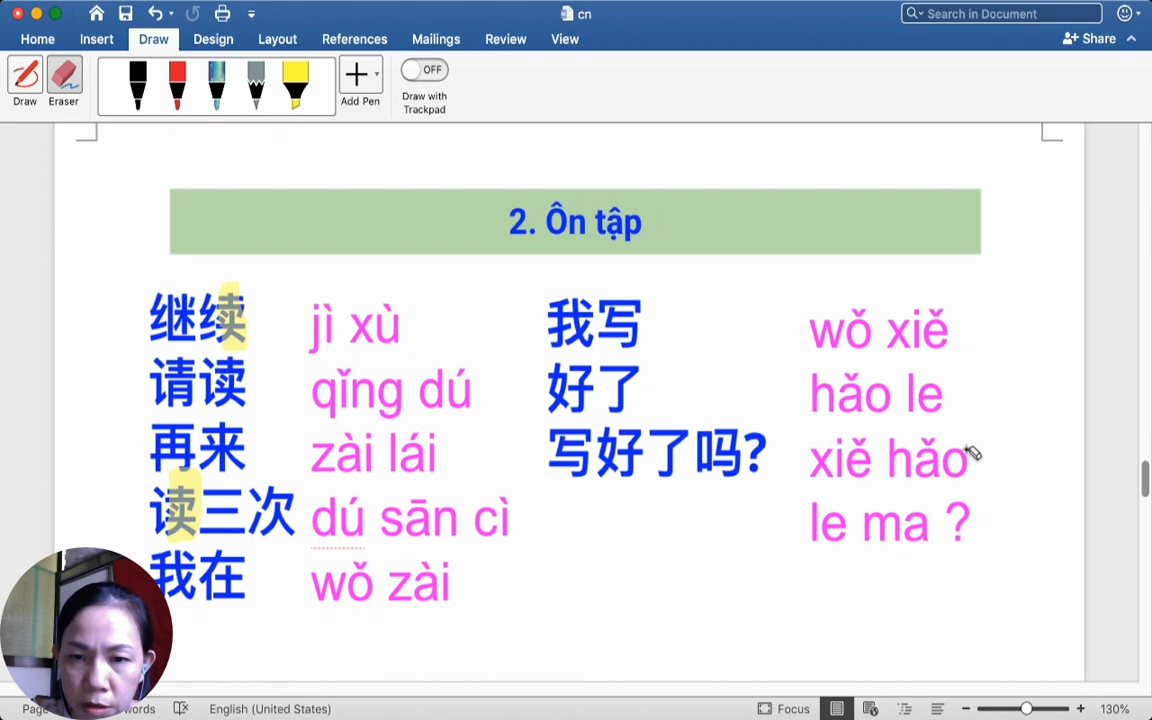 cn
Search in Document
Home Insert Draw Design Layout References Mailings Review View
Share
OFF
Draw Eraser Add Pen Draw with
Trackpad
2. Ôn tập
继续 jì xù
请读 qǐng dú
再来 zài lái
读三次 dú sān cì
我在 wǒ zài
我写 wǒ xiě
好了 hǎo le
写好了吗? xiě hǎo
le ma ?
Page words English (United States) Focus 130%